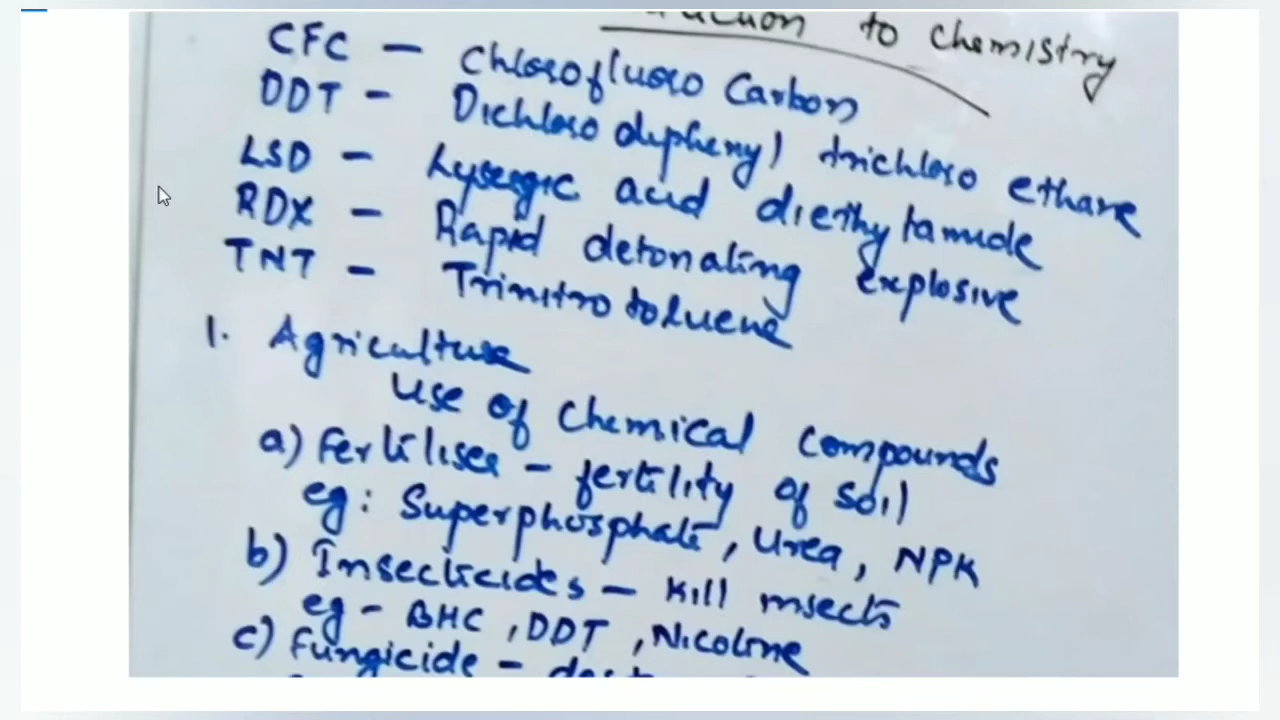 to Chemistry
CFC - Chlorofluoro Carbon
DDT - Dichloro diphenyl trichloro ethane
LSD - Lysergic acid diethylamide
RDX - Rapid detonating explosive
TNT - Trinitrotoluene
1. Agriculture
Use of Chemical Compounds
a) Fertiliser - fertility of Soil
eg: Superphosphate, Urea, NPK
b) Insecticides - Kill insects
eg - BHC, DDT, Nicotine
c) Fungicide -